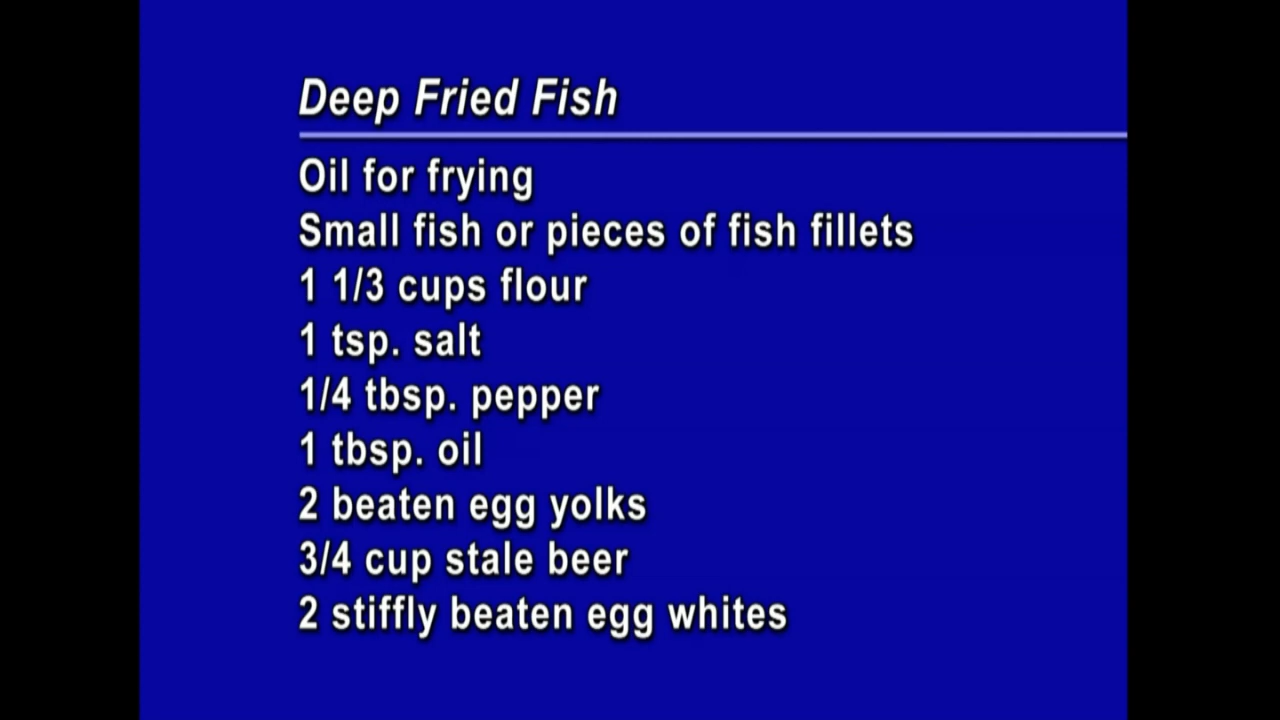 Deep Fried Fish
Oil for frying
Small fish or pieces of fish fillets
1 1/3 cups flour
1 tsp. salt
1/4 tbsp. pepper
1 tbsp. oil
2 beaten egg yolks
3/4 cup stale beer
2 stiffly beaten egg whites